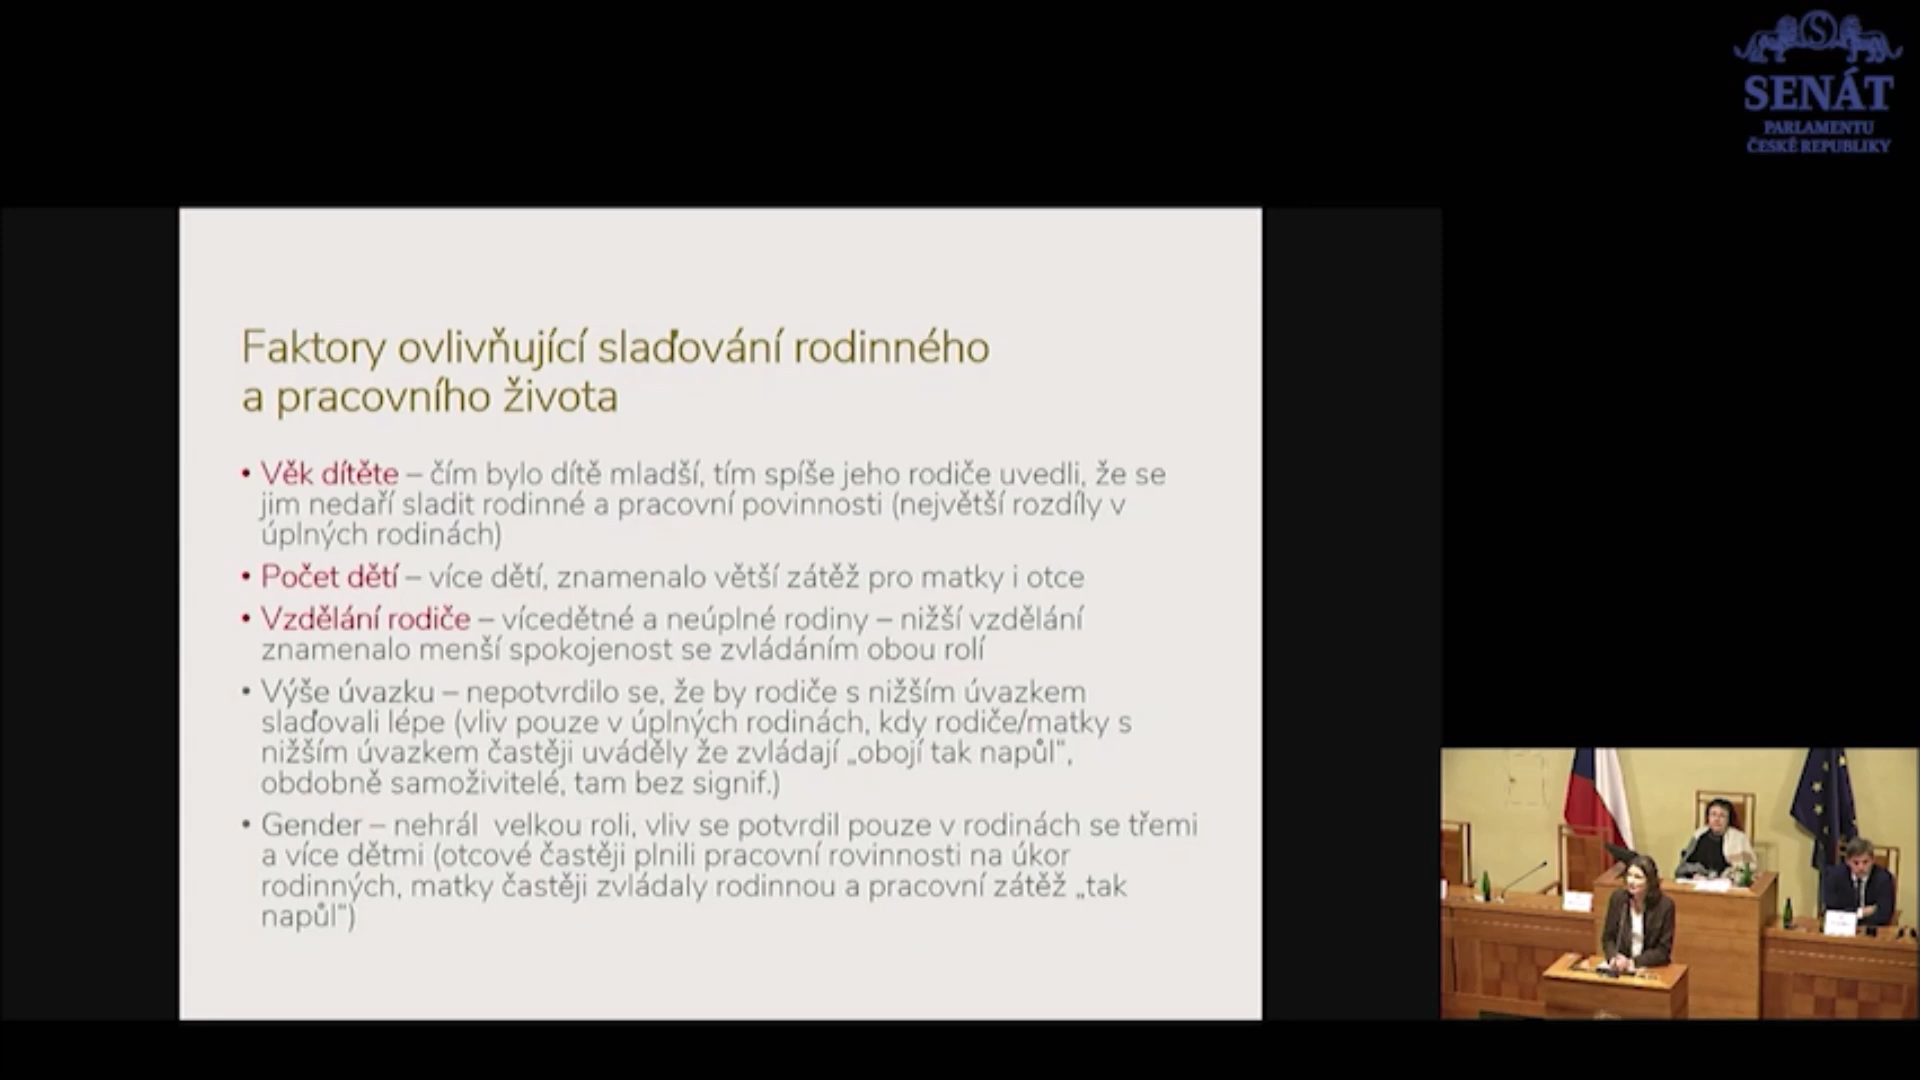 SENÁT
PARLAMENTU
ČESKÉ REPUBLIKY
Faktory ovlivňující slaďování rodinného
a pracovního života
• Věk dítěte – čím bylo dítě mladší, tím spíše jeho rodiče uvedli, že se
jim nedaří sladit rodinné a pracovní povinnosti (největší rozdíly v
úplných rodinách)
• Počet dětí – více dětí, znamenalo větší zátěž pro matky i otce
• Vzdělání rodiče – vícedětné a neúplné rodiny – nižší vzdělání
znamenalo menší spokojenost se zvládáním obou rolí
• Výše úvazku – nepotvrdilo se, že by rodiče s nižším úvazkem
slaďovali lépe (vliv pouze v úplných rodinách, kdy rodiče/matky s
nižším úvazkem častěji uváděly že zvládají „obojí tak napůl“,
obdobně samoživitelé, tam bez signif.)
• Gender – nehrál velkou roli, vliv se potvrdil pouze v rodinách se třemi
a více dětmi (otcové častěji plnili pracovní rovinnosti na úkor
rodinných, matky častěji zvládaly rodinnou a pracovní zátěž „tak
napůl“)